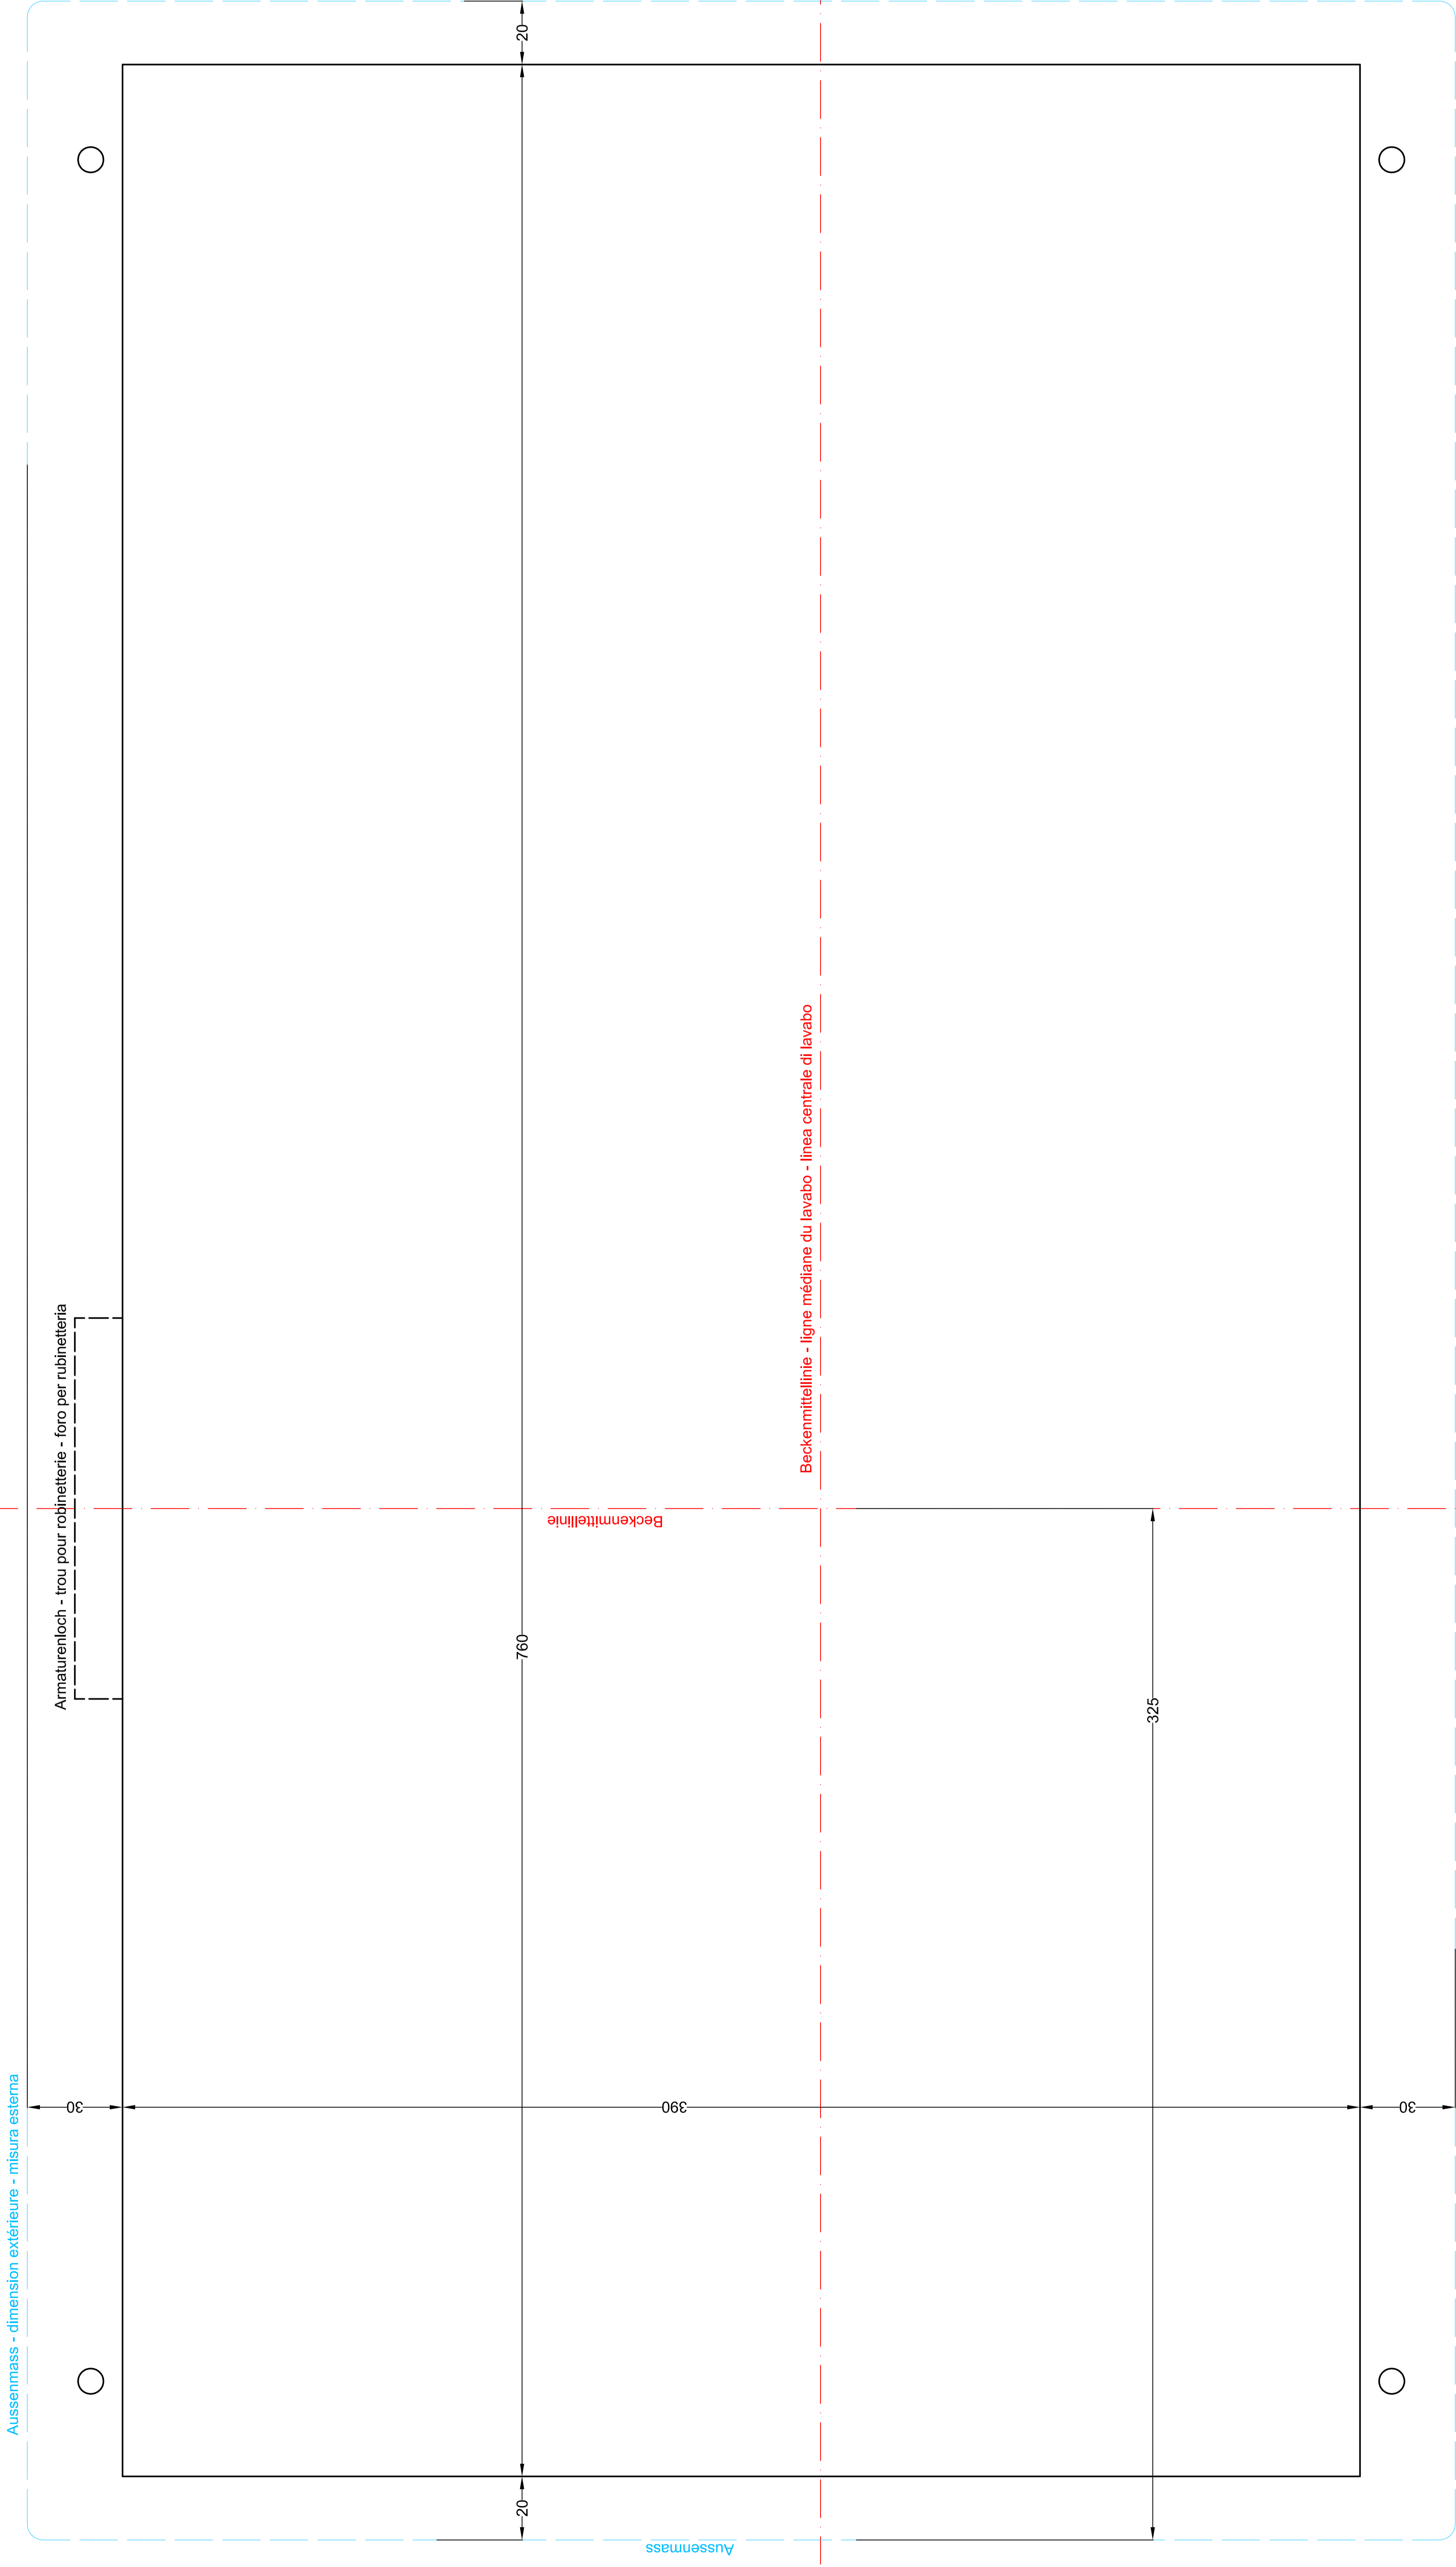 20
Armaturenloch - trou pour robinetterie - foro per rubinetteria
Beckenmittellinie - ligne médiane du lavabo - linea centrale di lavabo
Beckenmittellinie
760
325
Aussenmass - dimension extérieure - misura esterna
30
390
30
20
Aussenmass